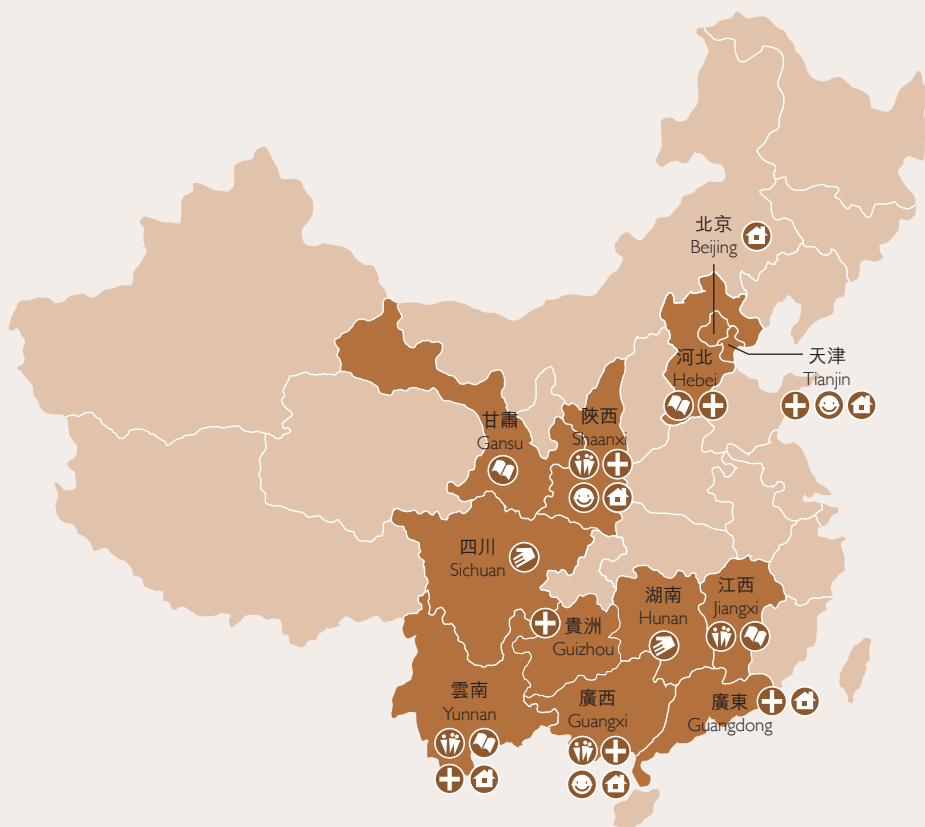 北京
Beijing
河北
Hebei
天津
Tianjin
甘肅
Gansu
陝西
Shaanxi
四川
Sichuan
湖南
Hunan
江西
Jiangxi
貴洲
Guizhou
雲南
Yunnan
廣西
Guangxi
廣東
Guangdong